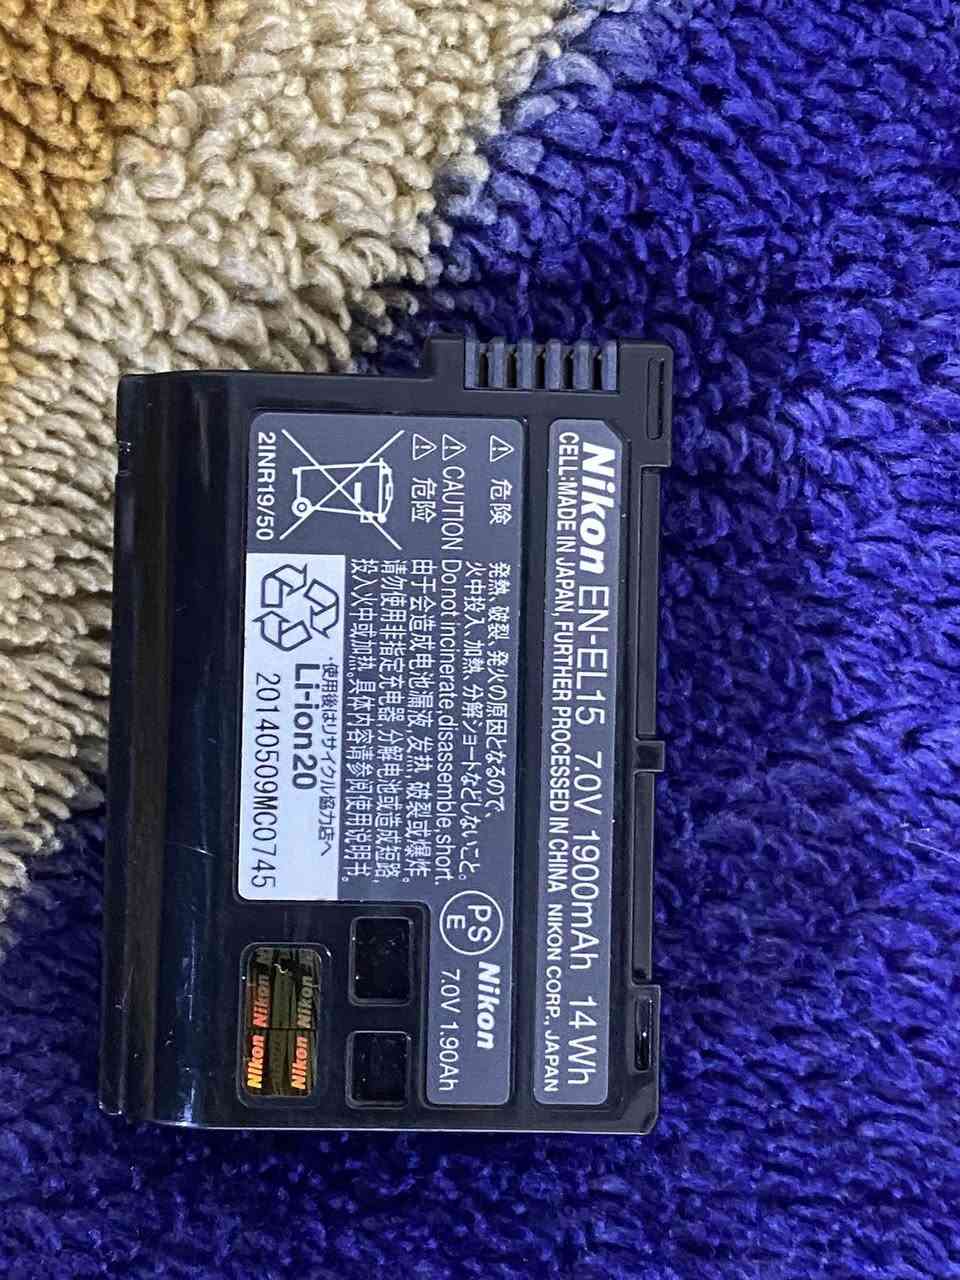 Nikon EN-EL15 7.0V 1900mAh 14Wh
CELL:MADE IN JAPAN, FURTHER PROCESSED IN CHINA NIKON CORP., JAPAN
⚠ 危険 発熱、破裂、発火の原因となるので、
火中投入、加熱、分解ショートなどしないこと。
⚠CAUTION Do not incinerate,disassemble,short.
⚠ 危险 由于会造成电池漏液,发热,破裂或爆炸。
请勿使用非指定充电器,分解电池或造成短路,
投入火中或加热。具体内容请参阅使用说明书。
PS
E
Nikon
7.0V 1.90Ah
2INR19/50
・使用後はリサイクル協力店へ
Li-ion20
20140509MC0745
Nikon Nikon
Nikon Nikon